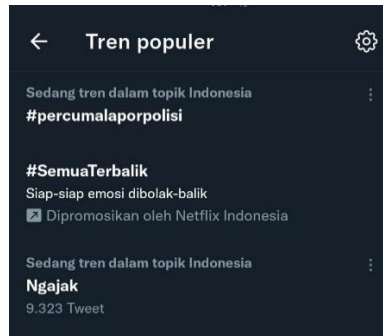 Tren populer
Sedang tren dalam topik Indonesia
#percumalaporpolisi
#SemuaTerbalik
Siap-siap emosi dibolak-balik
Dipromosikan oleh Netflix Indonesia
Sedang tren dalam topik Indonesia
Ngajak
9.323 Tweet